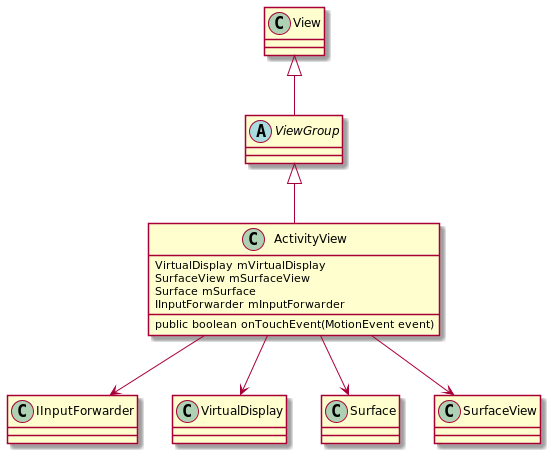 C View
A ViewGroup
C ActivityView
VirtualDisplay mVirtualDisplay
SurfaceView mSurfaceView
Surface mSurface
IInputForwarder mInputForwarder
public boolean onTouchEvent(MotionEvent event)
C IInputForwarder
C VirtualDisplay
C Surface
C SurfaceView